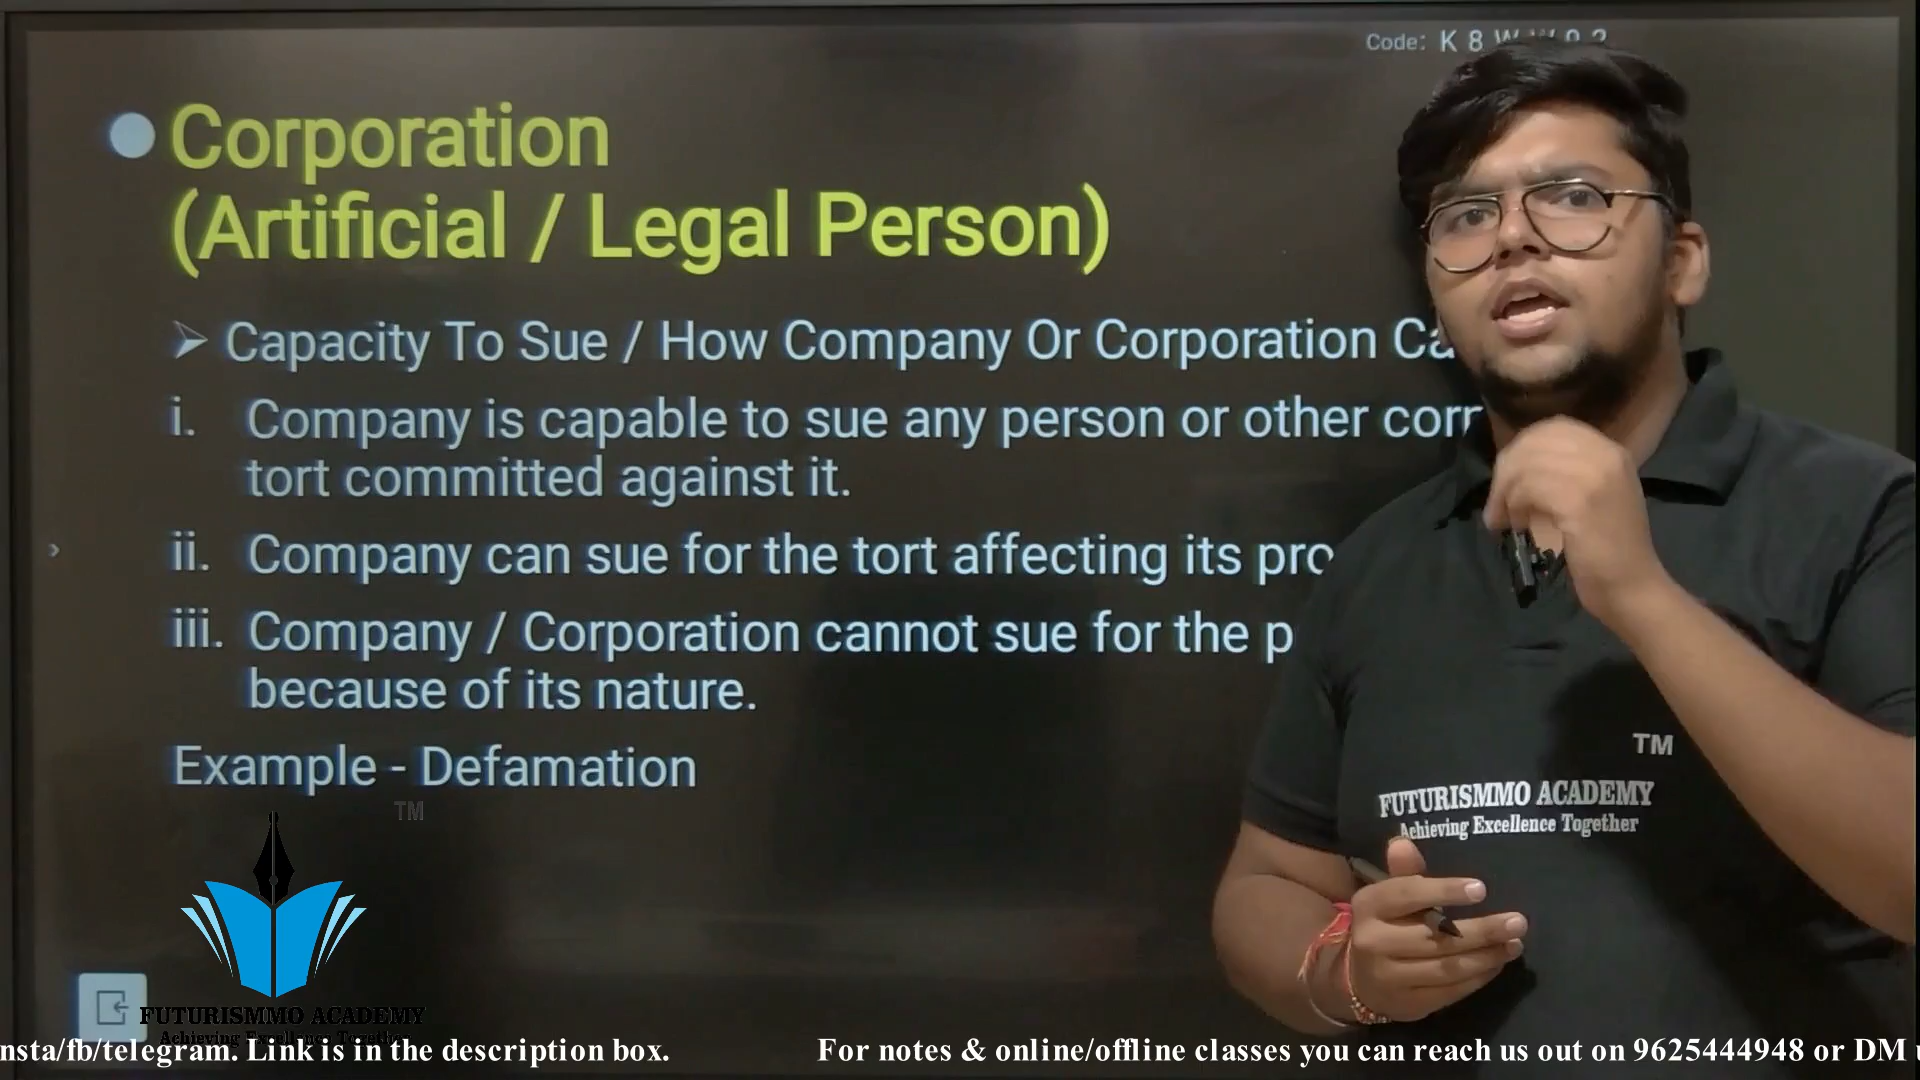 Code: K 8 W
Corporation
(Artificial / Legal Person)
Capacity To Sue / How Company Or Corporation
i. Company is capable to sue any person or other
tort committed against it.
ii. Company can sue for the tort affecting its
iii. Company / Corporation cannot sue for the
because of its nature.
Example - Defamation
TM
FUTURISMMO ACADEMY
Achieving Excellence Together
TM
FUTURISMMO ACADEMY
Achieving Excellence Together
nsta/fb/telegram. Link is in the description box. For notes & online/offline classes you can reach us out on 9625444948 or DM